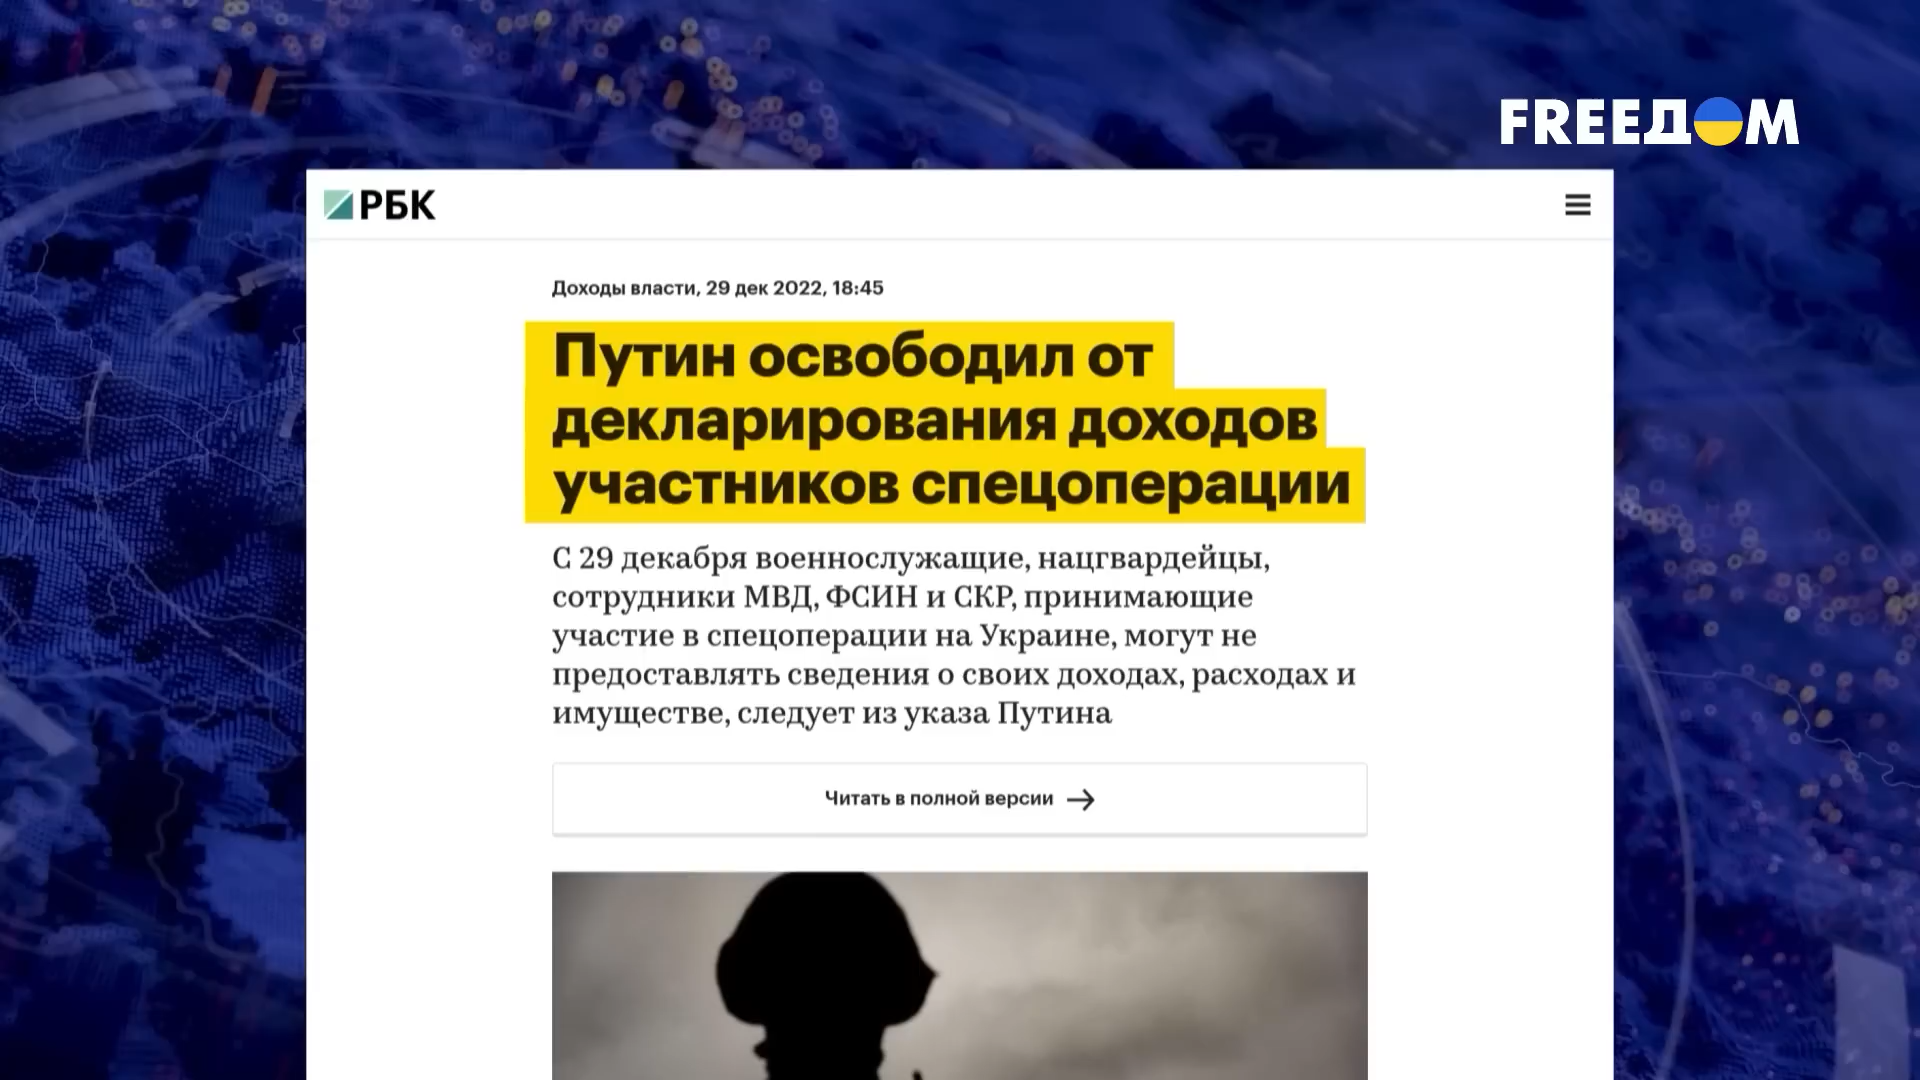 FREEДOM
РБК
Доходы власти, 29 дек 2022, 18:45
Путин освободил от
декларирования доходов
участников спецоперации
С 29 декабря военнослужащие, нацгвардейцы,
сотрудники МВД, ФСИН и СКР, принимающие
участие в спецоперации на Украине, могут не
предоставлять сведения о своих доходах, расходах и
имуществе, следует из указа Путина
Читать в полной версии